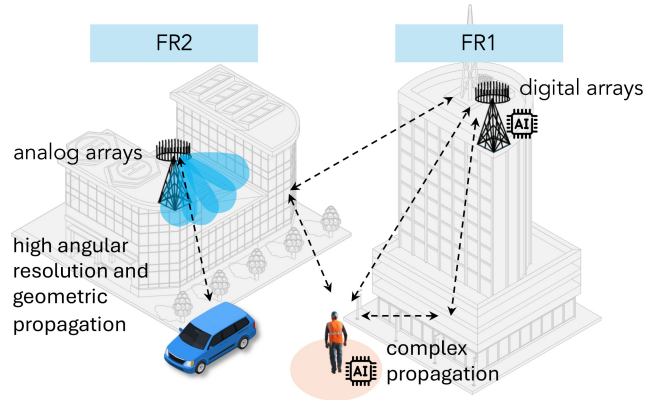 FR2
FR1
digital arrays
AI
analog arrays
high angular
resolution and
geometric
propagation
complex
propagation
AI